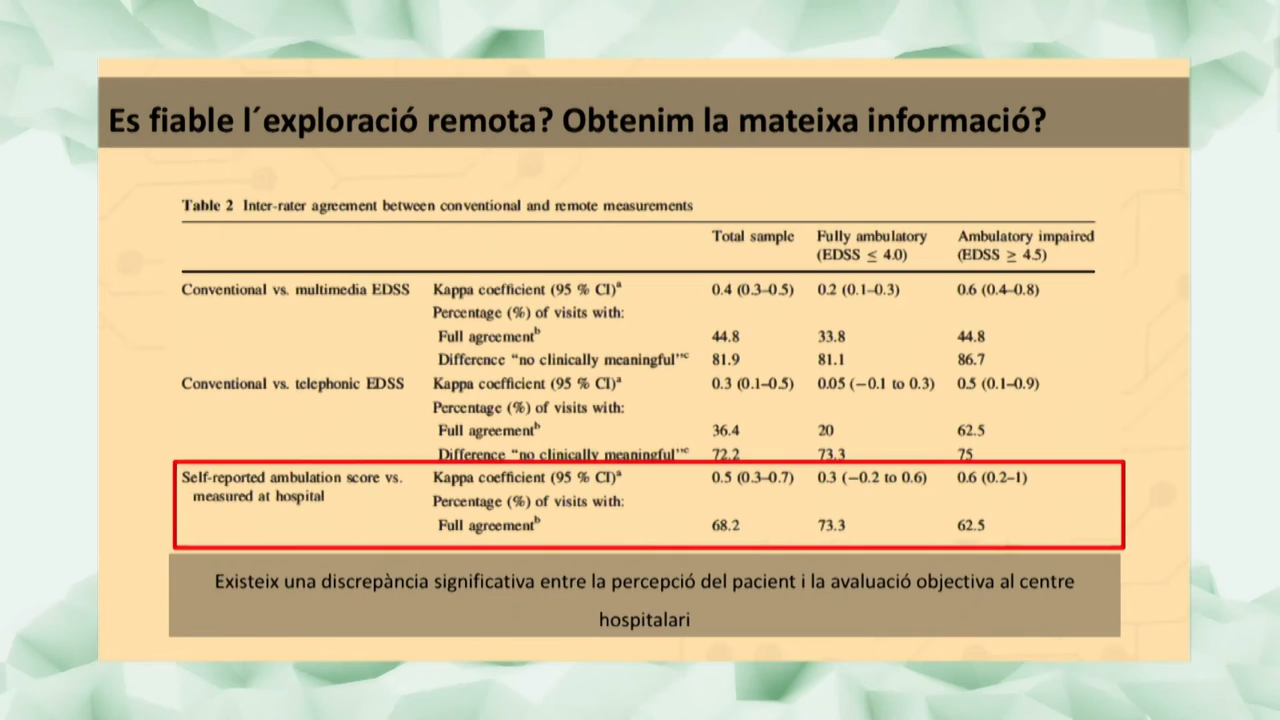 Es fiable l´exploració remota? Obtenim la mateixa informació?
Table 2 Inter-rater agreement between conventional and remote measurements
Total sample Fully ambulatory (EDSS ≤ 4.0) Ambulatory impaired (EDSS ≥ 4.5)
Conventional vs. multimedia EDSS Kappa coefficient (95 % CI)a 0.4 (0.3–0.5) 0.2 (0.1–0.3) 0.6 (0.4–0.8)
Percentage (%) of visits with:
Full agreementb 44.8 33.8 44.8
Difference "no clinically meaningful"c 81.9 81.1 86.7
Conventional vs. telephonic EDSS Kappa coefficient (95 % CI)a 0.3 (0.1–0.5) 0.05 (−0.1 to 0.3) 0.5 (0.1–0.9)
Percentage (%) of visits with:
Full agreementb 36.4 20 62.5
Difference "no clinically meaningful"c 72.2 73.3 75
Self-reported ambulation score vs. measured at hospital Kappa coefficient (95 % CI)a 0.5 (0.3–0.7) 0.3 (−0.2 to 0.6) 0.6 (0.2–1)
Percentage (%) of visits with:
Full agreementb 68.2 73.3 62.5
Existeix una discrepància significativa entre la percepció del pacient i la avaluació objectiva al centre
hospitalari